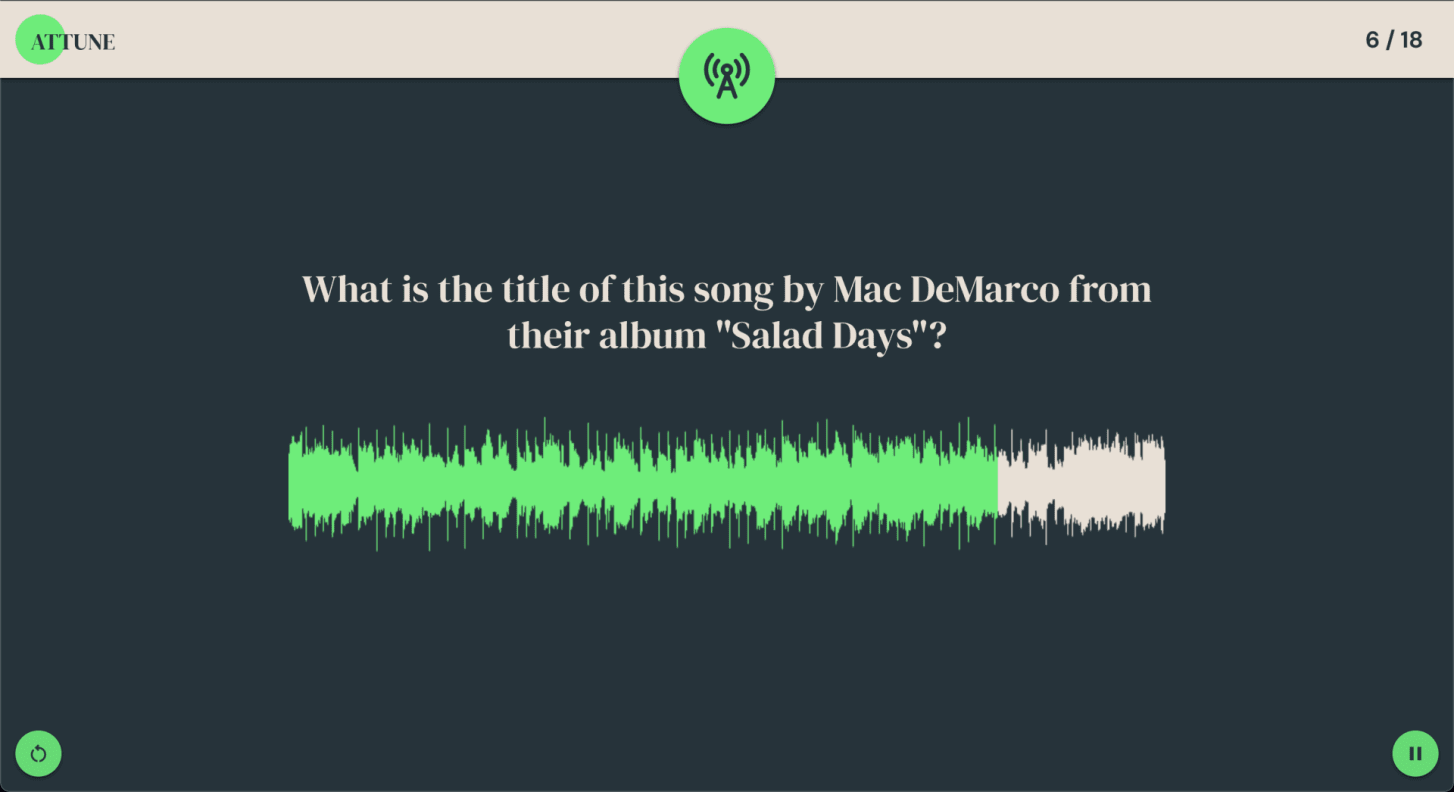 ATTUNE
6 / 18
What is the title of this song by Mac DeMarco from
their album "Salad Days"?